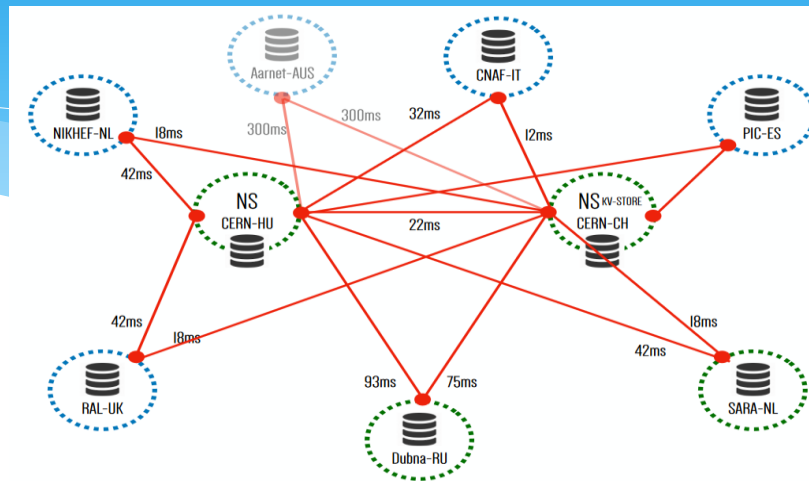 Aarnet-AUS
CNAF-IT
NIKHEF-NL
PIC-ES
18ms
300ms
300ms
32ms
12ms
42ms
NS
CERN-HU
NS KV-STORE
CERN-CH
22ms
42ms
18ms
18ms
42ms
93ms
75ms
RAL-UK
SARA-NL
Dubna-RU